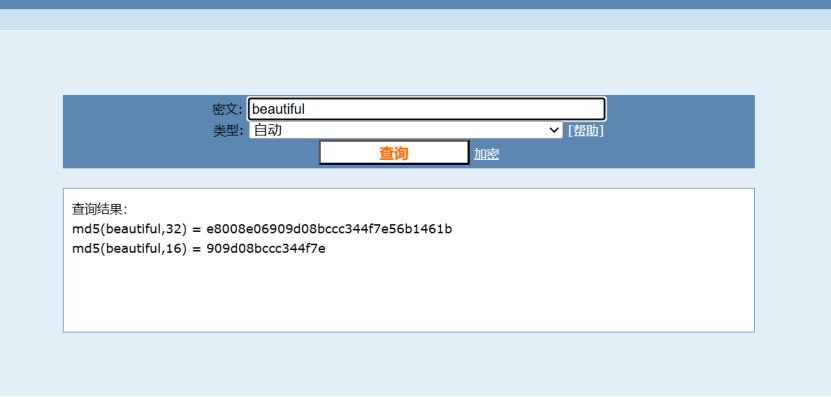 密文: beautiful
类型: 自动 [帮助]
查询 加密
查询结果:
md5(beautiful,32) = e8008e06909d08bccc344f7e56b1461b
md5(beautiful,16) = 909d08bccc344f7e